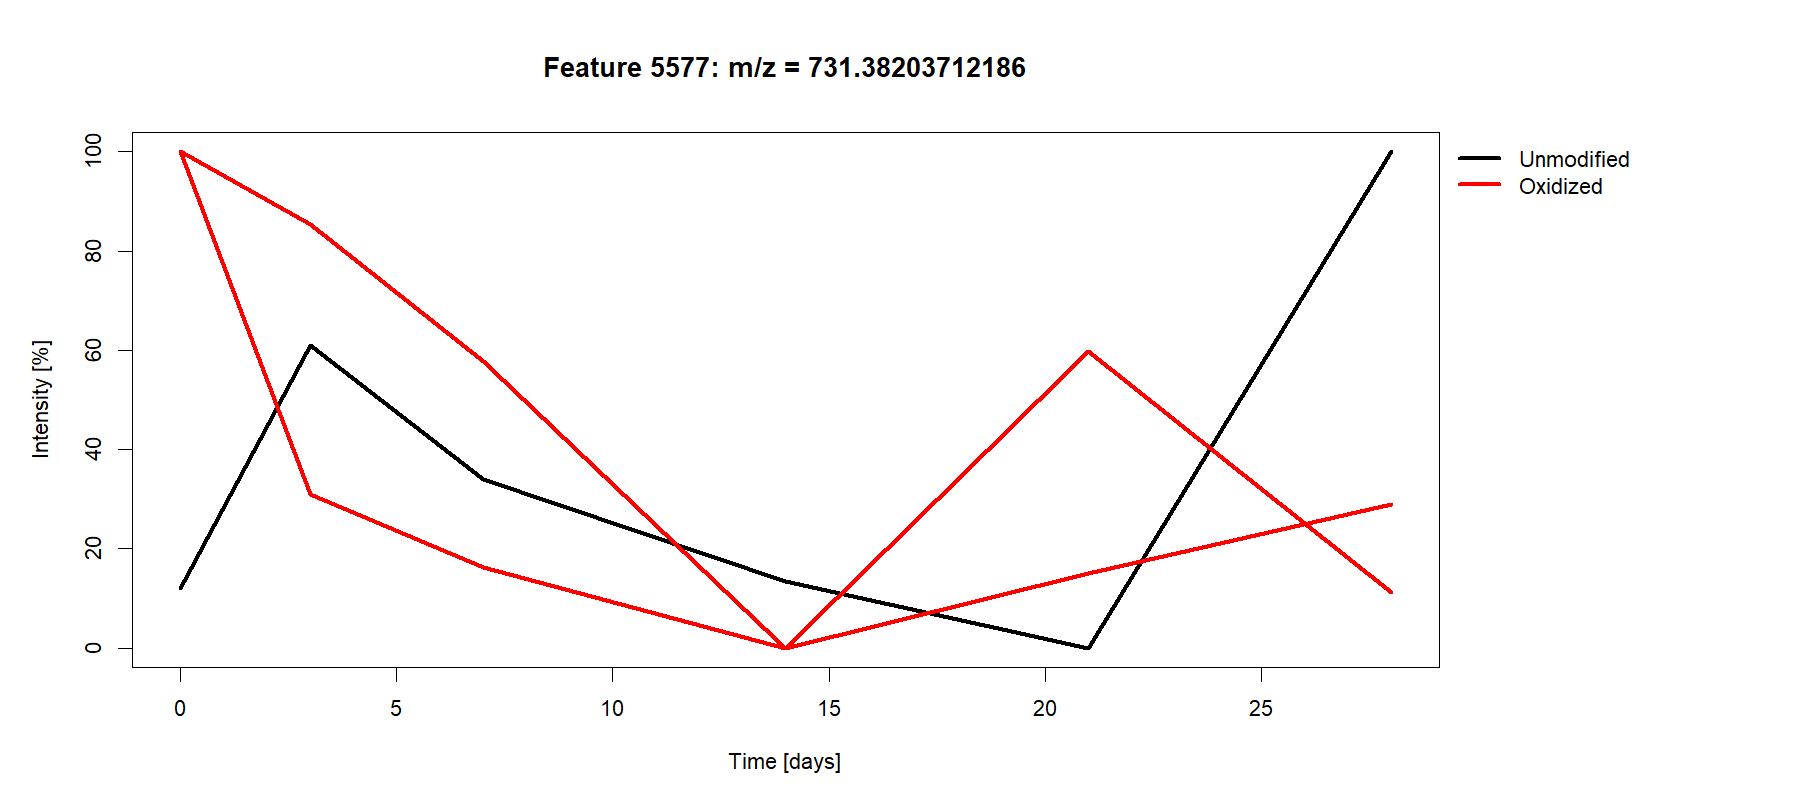 Feature 5577: m/z = 731.38203712186
Unmodified
Oxidized
Intensity [%]
100
80
60
40
20
0
0 5 10 15 20 25
Time [days]